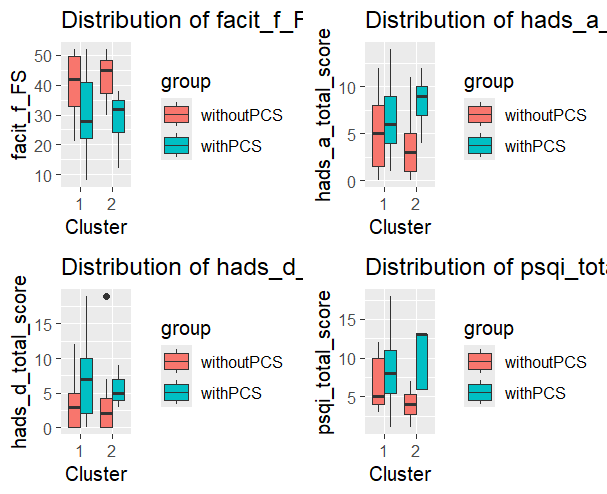 Distribution of facit_f_F
facit_f_FS
50
40
30
20
10
1 2
Cluster
group
withoutPCS
withPCS
Distribution of hads_a_
hads_a_total_score
10
5
0
1 2
Cluster
group
withoutPCS
withPCS
Distribution of hads_d_
hads_d_total_score
15
10
5
0
1 2
Cluster
group
withoutPCS
withPCS
Distribution of psqi_tota
psqi_total_score
15
10
5
1 2
Cluster
group
withoutPCS
withPCS